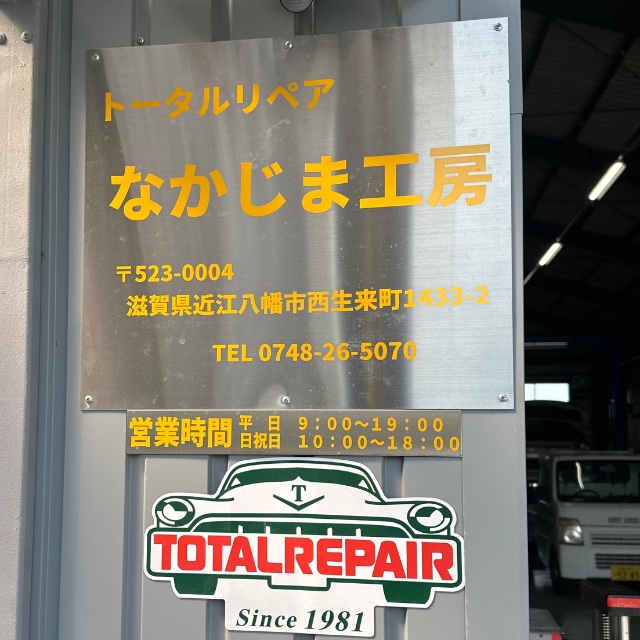 トータルリペア
なかじま工房
〒523-0004
滋賀県近江八幡市西生来町1433-2
TEL 0748-26-5070
営業時間 平　日　9：00～19：00
日祝日　10：00～18：00
T
TOTALREPAIR
Since 1981